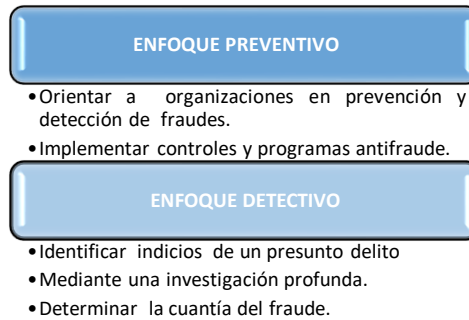 ENFOQUE PREVENTIVO
•Orientar a organizaciones en prevención y
detección de fraudes.
•Implementar controles y programas antifraude.
ENFOQUE DETECTIVO
•Identificar indicios de un presunto delito
•Mediante una investigación profunda.
•Determinar la cuantía del fraude.